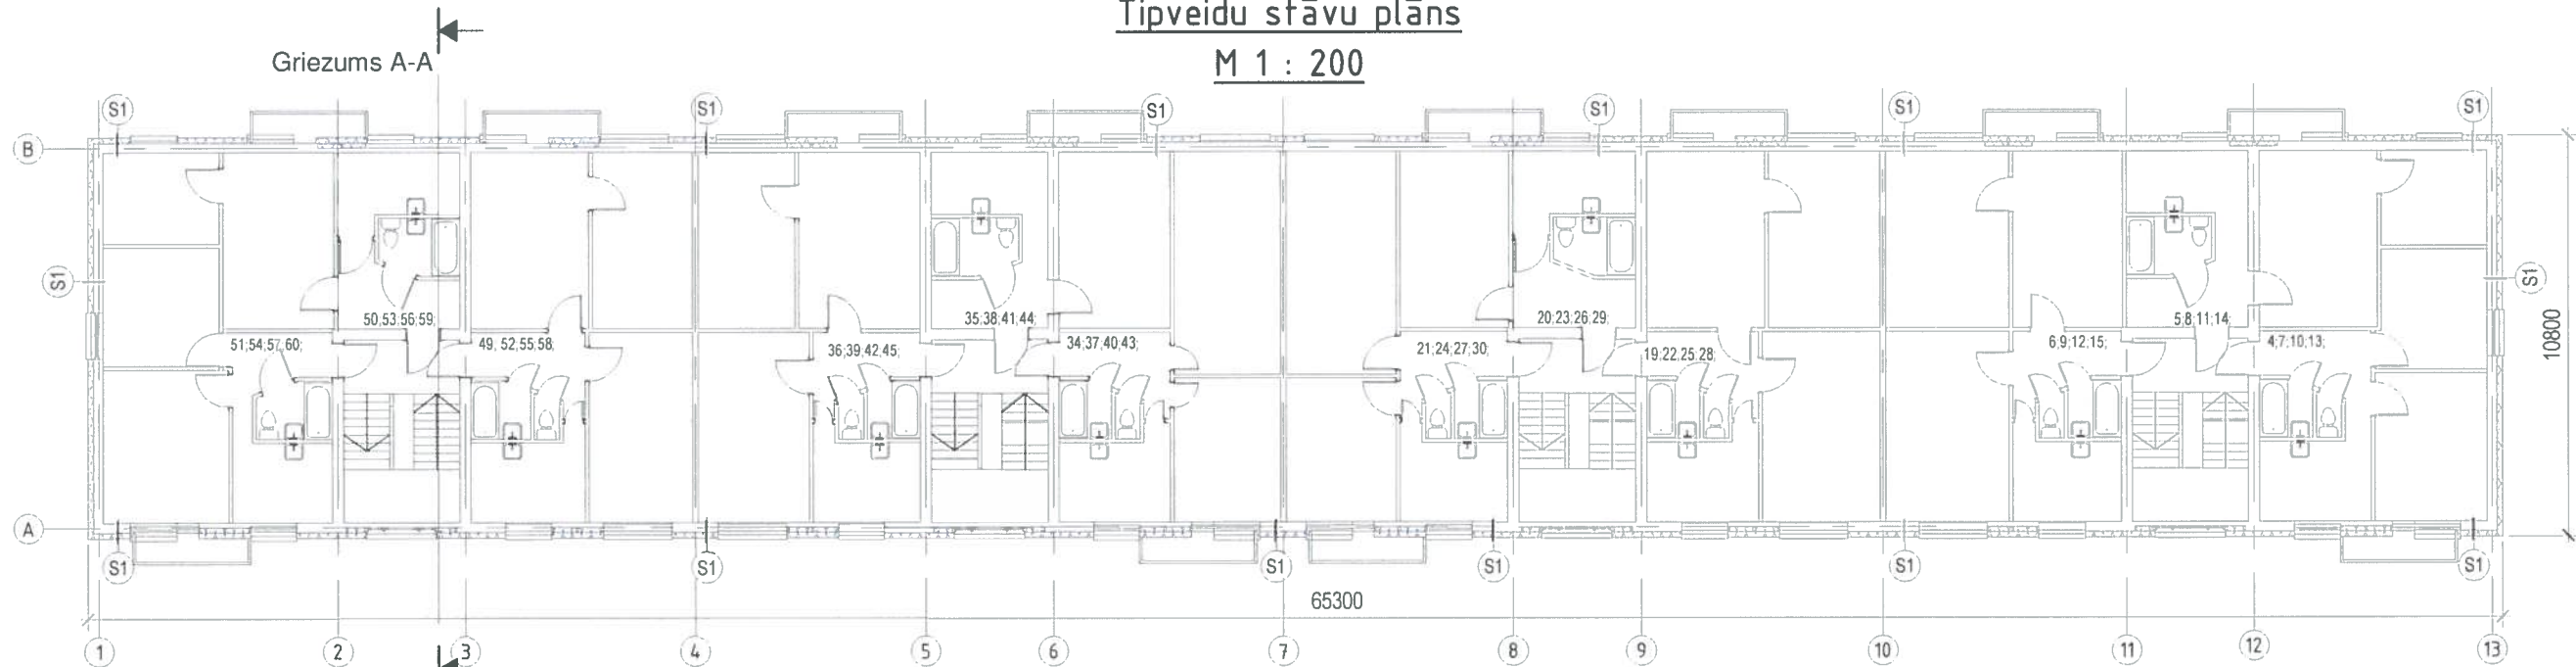 Tipveidu stāvu plāns
M 1 : 200
Griezums A-A
S1 S1 S1 S1 S1 S1
B
S1 S1
50,53;56;59; 35;38;41;44; 20;23;26;29; 5;8;11;14;
51;54;57;60; 49, 52,55;58; 36;39;42;45; 34;37;40;43; 21;24;27;30; 19;22;25;28; 6;9;12;15; 4;7;10;13;
10800
A
S1 S1 S1 S1 S1 S1
65300
1 2 3 4 5 6 7 8 9 10 11 12 13